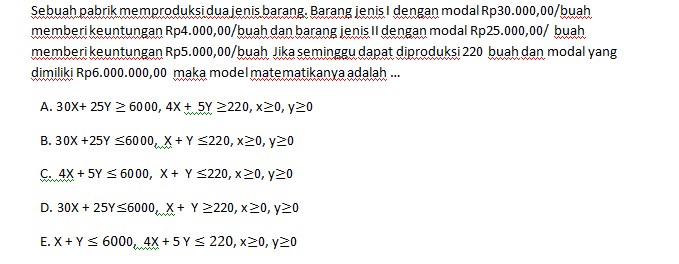 Sebuah pabrik memproduksi dua jenis barang. Barang jenis I dengan modal Rp30.000,00/buah
memberi keuntungan Rp4.000,00/buah dan barang jenis II dengan modal Rp25.000,00/ buah
memberi keuntungan Rp5.000,00/buah Jika seminggu dapat diproduksi 220 buah dan modal yang
dimiliki Rp6.000.000,00 maka model matematikanya adalah ...
A. 30X+ 25Y ≥ 6000, 4X + 5Y ≥220, x≥0, y≥0
B. 30X +25Y ≤6000, X + Y ≤220, x≥0, y≥0
C. 4X + 5Y ≤ 6000, X + Y ≤220, x≥0, y≥0
D. 30X + 25Y≤6000, X + Y ≥220, x≥0, y≥0
E. X + Y ≤ 6000, 4X + 5 Y ≤ 220, x≥0, y≥0